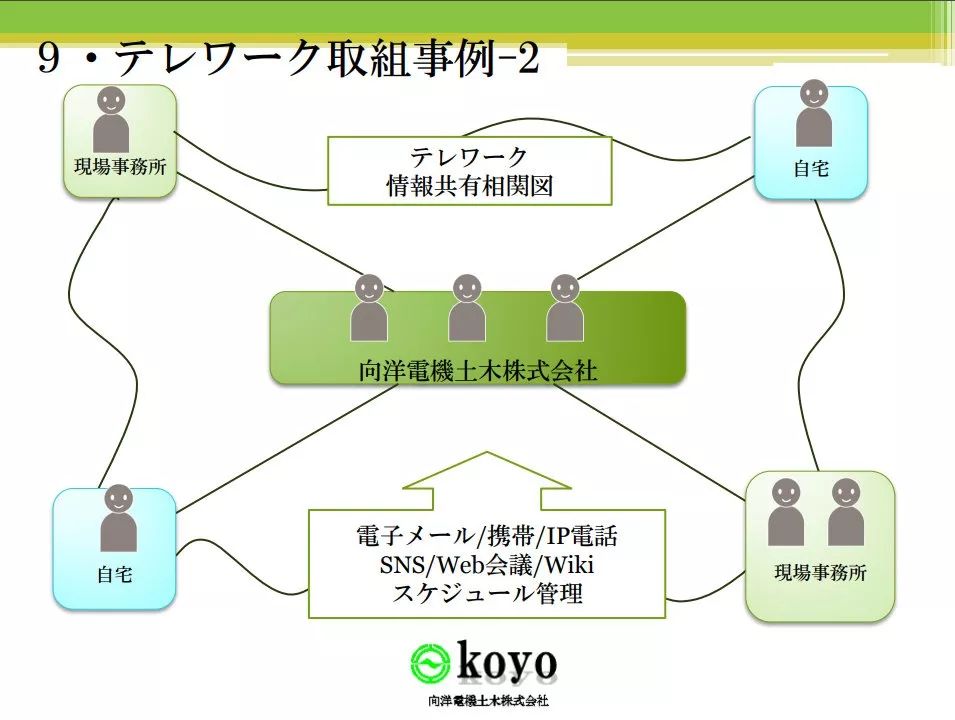 ９・テレワーク取組事例-2
現場事務所
テレワーク
情報共有相関図
自宅
向洋電機土木株式会社
自宅
電子メール/携帯/IP電話
SNS/Web会議/Wiki
スケジュール管理
現場事務所
koyo
向洋電機土木株式会社